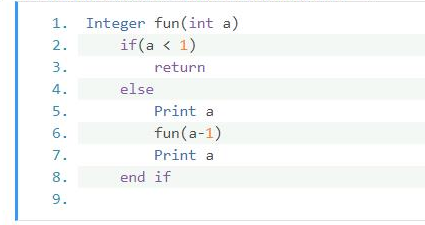 1. Integer fun(int a)
2. if(a < 1)
3. return
4. else
5. Print a
6. fun(a-1)
7. Print a
8. end if
9.